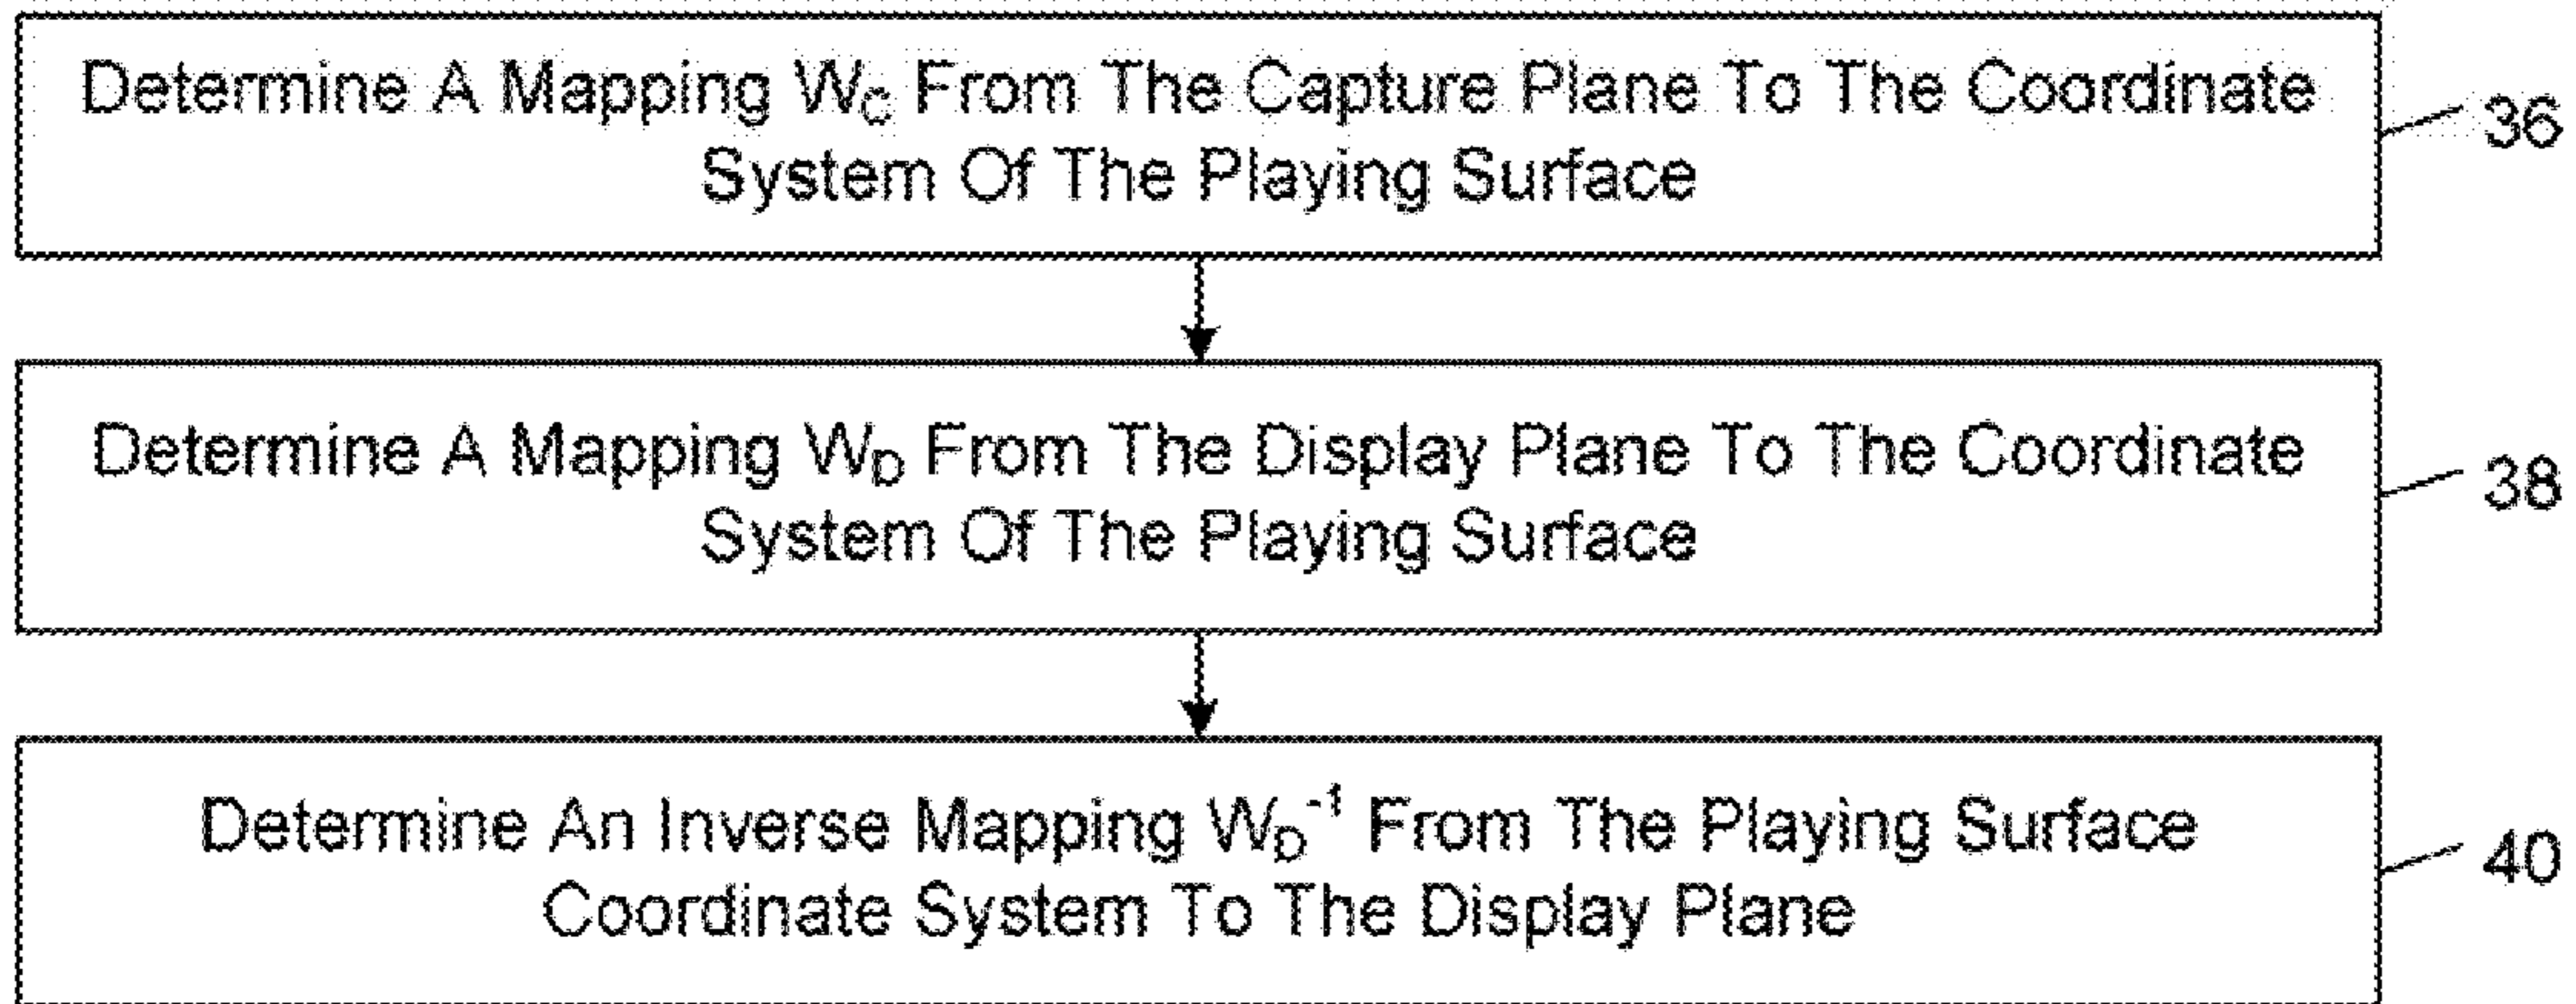 Determine A Mapping W_C From The Capture Plane To The Coordinate
System Of The Playing Surface
36
Determine A Mapping W_D From The Display Plane To The Coordinate
System Of The Playing Surface
38
Determine An Inverse Mapping W_D^-1 From The Playing Surface
Coordinate System To The Display Plane
40